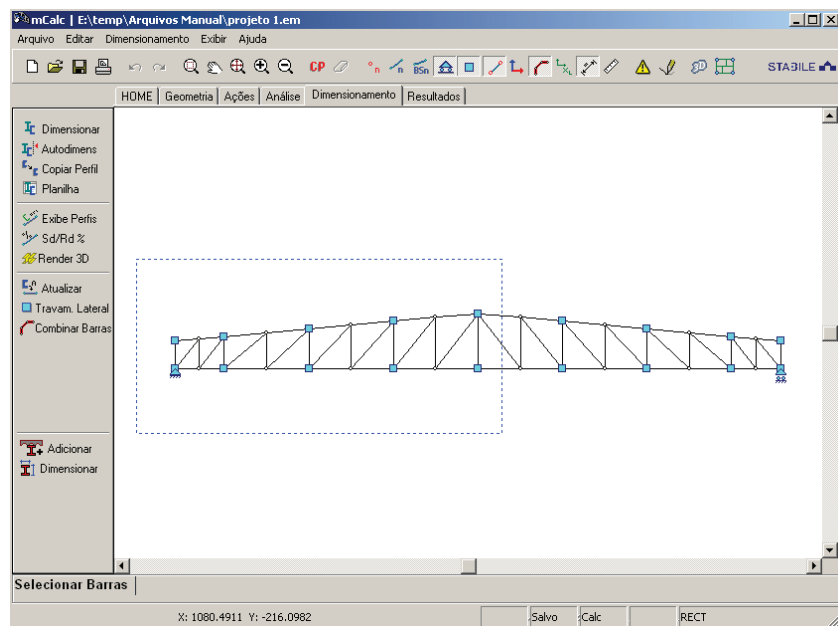 mCalc | E:\temp\Arquivos Manual\projeto 1.em
Arquivo Editar Dimensionamento Exibir Ajuda
CP n n BSn XL STABILE
HOME Geometria Ações Análise Dimensionamento Resultados
Dimensionar
Autodimens
Copiar Perfil
Planilha
Exibe Perfis
Sd/Rd %
Render 3D
Atualizar
Travam. Lateral
Combinar Barras
Adicionar
Dimensionar
Selecionar Barras
X: 1080.4911 Y: -216.0982 Salvo Calc RECT